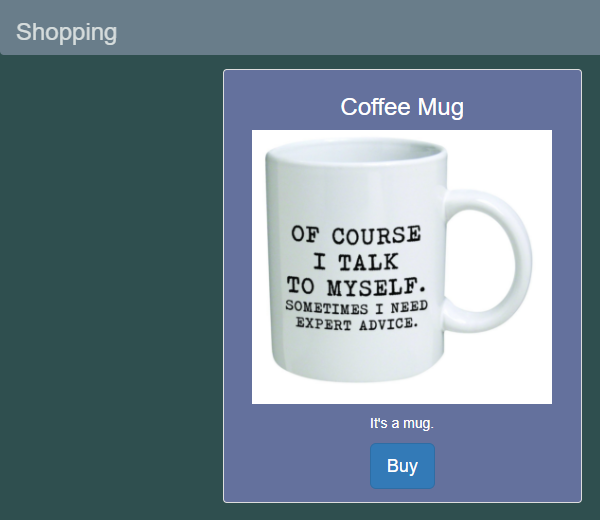 Shopping
Coffee Mug
OF COURSE
I TALK
TO MYSELF.
SOMETIMES I NEED
EXPERT ADVICE.
It's a mug.
Buy